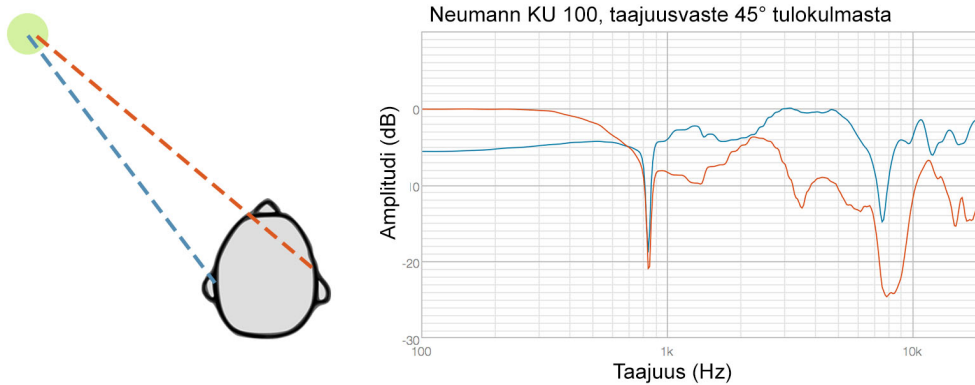 Neumann KU 100, taajuusvaste 45° tulokulmasta
Amplitudi (dB)
0
10
-20
-30
100
1k
10k
Taajuus (Hz)